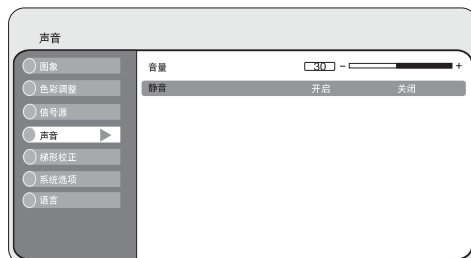 声音
图象
色彩调整
信号源
声音
梯形校正
系统选项
语言
音量 30 - +
静音 开启 关闭